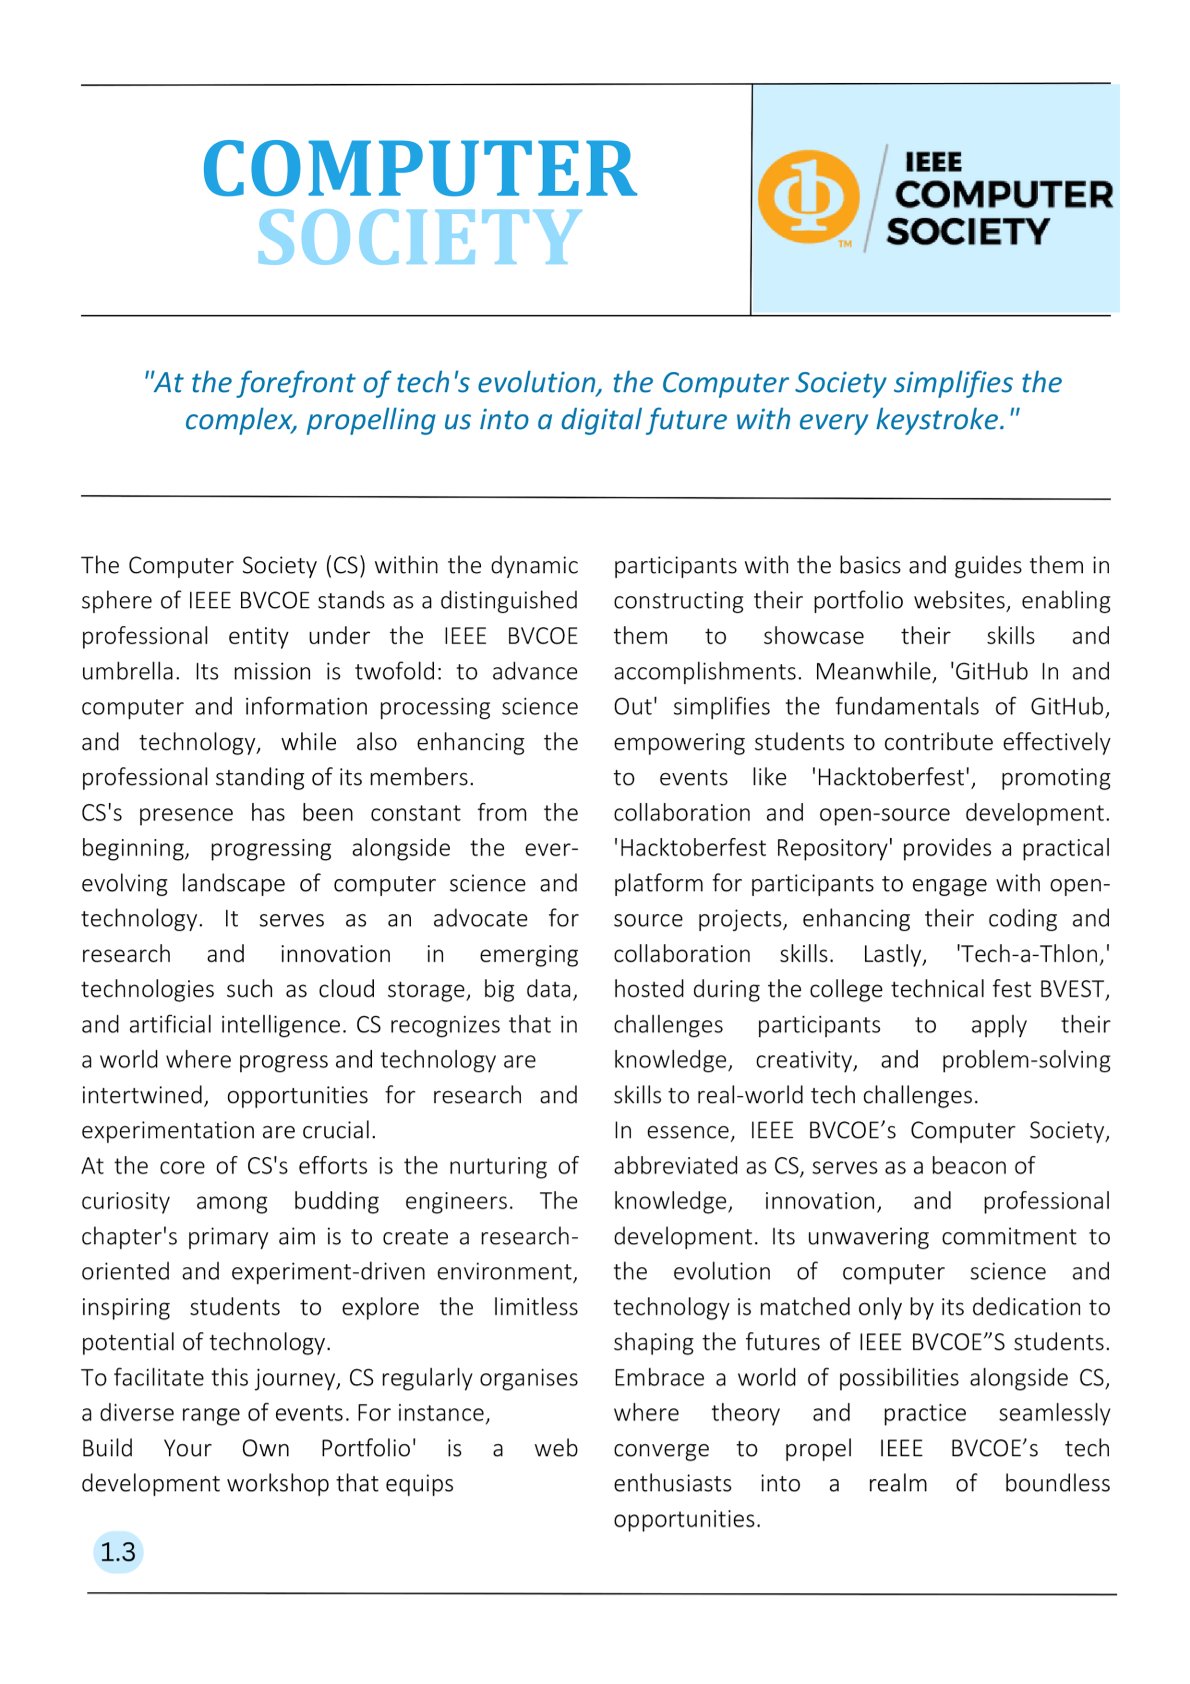 COMPUTER
SOCIETY
IEEE
COMPUTER
SOCIETY
TM
"At the forefront of tech's evolution, the Computer Society simplifies the
complex, propelling us into a digital future with every keystroke."
The Computer Society (CS) within the dynamic
sphere of IEEE BVCOE stands as a distinguished
professional entity under the IEEE BVCOE
umbrella. Its mission is twofold: to advance
computer and information processing science
and technology, while also enhancing the
professional standing of its members.
CS's presence has been constant from the
beginning, progressing alongside the ever-
evolving landscape of computer science and
technology. It serves as an advocate for
research and innovation in emerging
technologies such as cloud storage, big data,
and artificial intelligence. CS recognizes that in
a world where progress and technology are
intertwined, opportunities for research and
experimentation are crucial.
At the core of CS's efforts is the nurturing of
curiosity among budding engineers. The
chapter's primary aim is to create a research-
oriented and experiment-driven environment,
inspiring students to explore the limitless
potential of technology.
To facilitate this journey, CS regularly organises
a diverse range of events. For instance,
Build Your Own Portfolio' is a web
development workshop that equips
participants with the basics and guides them in
constructing their portfolio websites, enabling
them to showcase their skills and
accomplishments. Meanwhile, 'GitHub In and
Out' simplifies the fundamentals of GitHub,
empowering students to contribute effectively
to events like 'Hacktoberfest', promoting
collaboration and open-source development.
'Hacktoberfest Repository' provides a practical
platform for participants to engage with open-
source projects, enhancing their coding and
collaboration skills. Lastly, 'Tech-a-Thlon,'
hosted during the college technical fest BVEST,
challenges participants to apply their
knowledge, creativity, and problem-solving
skills to real-world tech challenges.
In essence, IEEE BVCOE’s Computer Society,
abbreviated as CS, serves as a beacon of
knowledge, innovation, and professional
development. Its unwavering commitment to
the evolution of computer science and
technology is matched only by its dedication to
shaping the futures of IEEE BVCOE”S students.
Embrace a world of possibilities alongside CS,
where theory and practice seamlessly
converge to propel IEEE BVCOE’s tech
enthusiasts into a realm of boundless
opportunities.
1.3